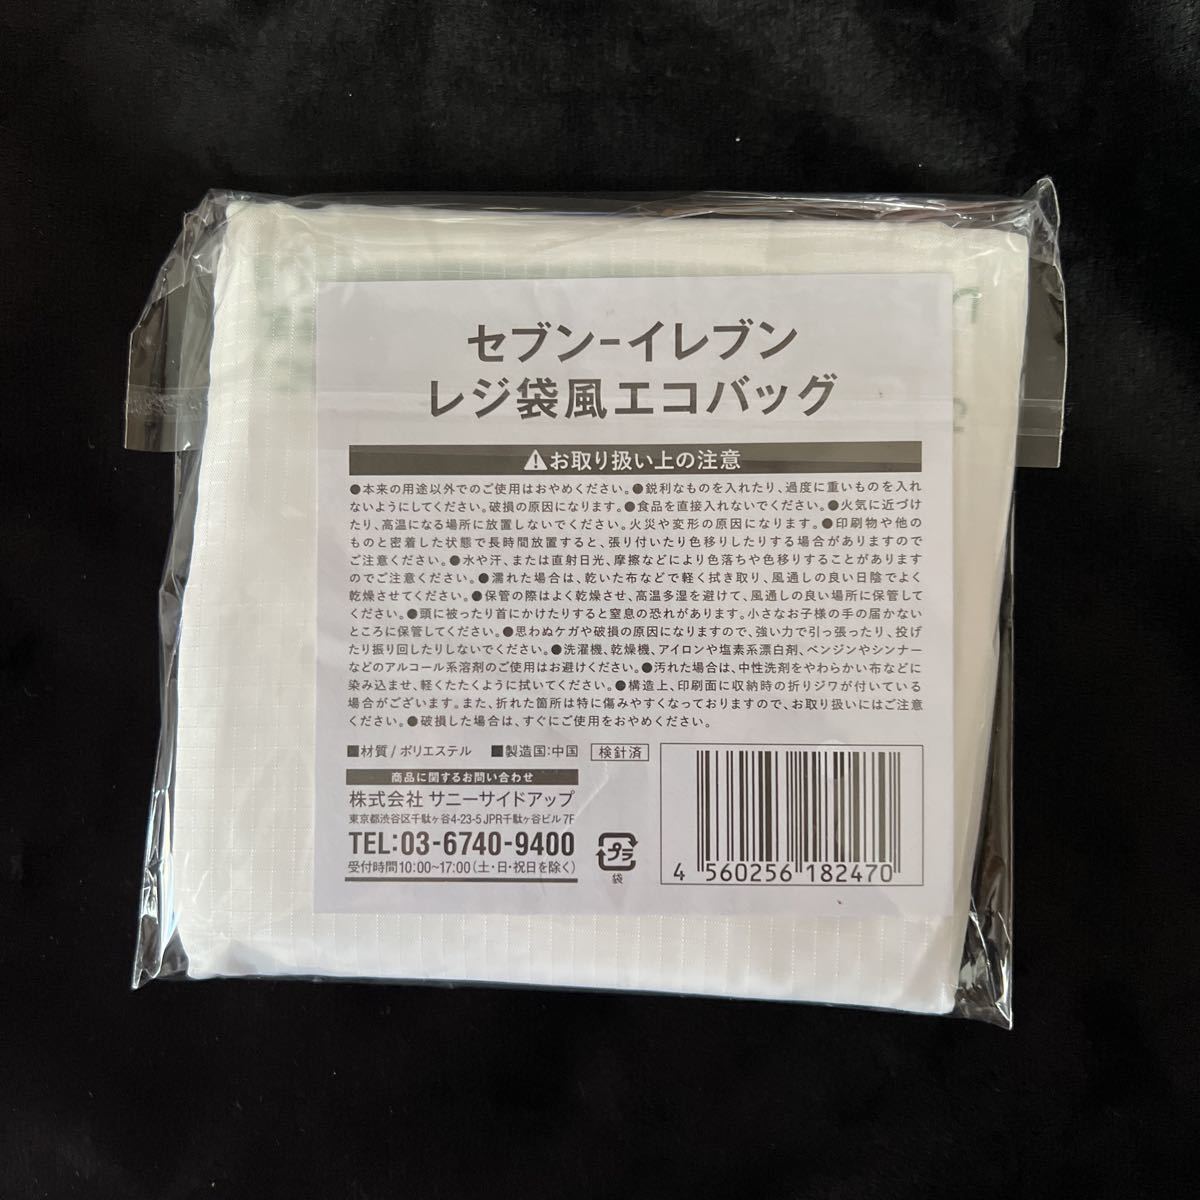 セブン-イレブン
レジ袋風エコバッグ
⚠お取り扱い上の注意
●本来の用途以外でのご使用はおやめください。●鋭利なものを入れたり、過度に重いものを入れ
ないようにしてください。破損の原因になります。●食品を直接入れないでください。●火気に近づけ
たり、高温になる場所に放置しないでください。火災や変形の原因になります。●印刷物や他の
ものと密着した状態で長時間放置すると、張り付いたり色移りしたりする場合がありますので
ご注意ください。●水や汗、または直射日光、摩擦などにより色落ちや色移りすることがあります
のでご注意ください。●濡れた場合は、乾いた布などで軽く拭き取り、風通しの良い日陰でよく
乾燥させてください。●保管の際はよく乾燥させ、高温多湿を避けて、風通しの良い場所に保管して
ください。●頭に被ったり首にかけたりすると窒息の恐れがあります。小さなお子様の手の届かない
ところに保管してください。●思わぬケガや破損の原因になりますので、強い力で引っ張ったり、投げ
たり振り回したりしないでください。●洗濯機、乾燥機、アイロンや塩素系漂白剤、ベンジンやシンナー
などのアルコール系溶剤のご使用はお避けください。●汚れた場合は、中性洗剤をやわらかい布などに
染み込ませ、軽くたたくように拭いてください。●構造上、印刷面に収納時の折りジワが付いている
場合がございます。また、折れた箇所は特に傷みやすくなっておりますので、お取り扱いにはご注意
ください。●破損した場合は、すぐにご使用をおやめください。
■材質/ポリエステル ■製造国:中国 検針済
商品に関するお問い合わせ
株式会社 サニーサイドアップ
東京都渋谷区千駄ヶ谷4-23-5 JPR千駄ヶ谷ビル 7F
TEL:03-6740-9400
受付時間10:00~17:00(土・日・祝日を除く)
プラ
袋
4 560256 182470